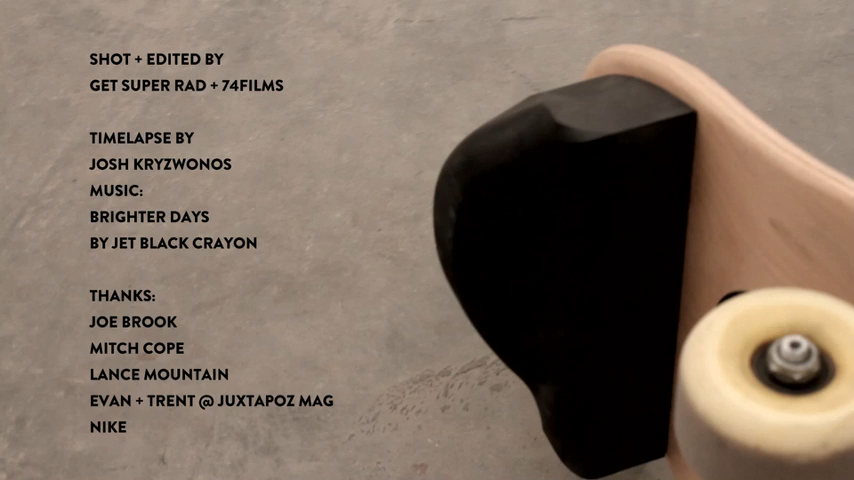 SHOT + EDITED BY
GET SUPER RAD + 74FILMS
TIMELAPSE BY
JOSH KRYZWONOS
MUSIC:
BRIGHTER DAYS
BY JET BLACK CRAYON
THANKS:
JOE BROOK
MITCH COPE
LANCE MOUNTAIN
EVAN + TRENT @ JUXTAPOZ MAG
NIKE